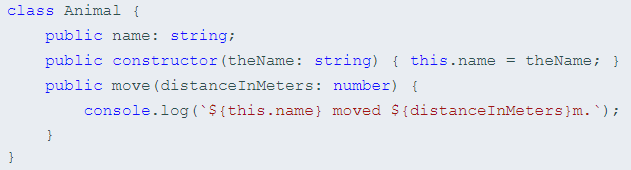 class Animal {
    public name: string;
    public constructor(theName: string) { this.name = theName; }
    public move(distanceInMeters: number) {
        console.log(`${this.name} moved ${distanceInMeters}m.`);
    }
}